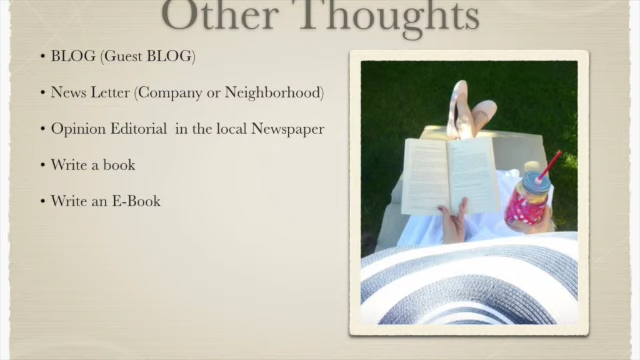 Other Thoughts
• BLOG (Guest BLOG)
• News Letter (Company or Neighborhood)
• Opinion Editorial in the local Newspaper
• Write a book
• Write an E-Book